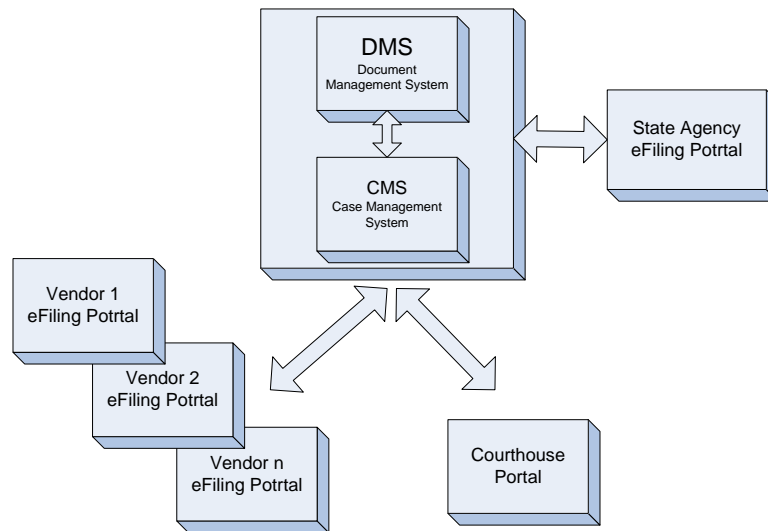 DMS
Document
Management System
CMS
Case Management
System
State Agency
eFiling Potrtal
Vendor 1
eFiling Potrtal
Vendor 2
eFiling Potrtal
Vendor n
eFiling Potrtal
Courthouse
Portal